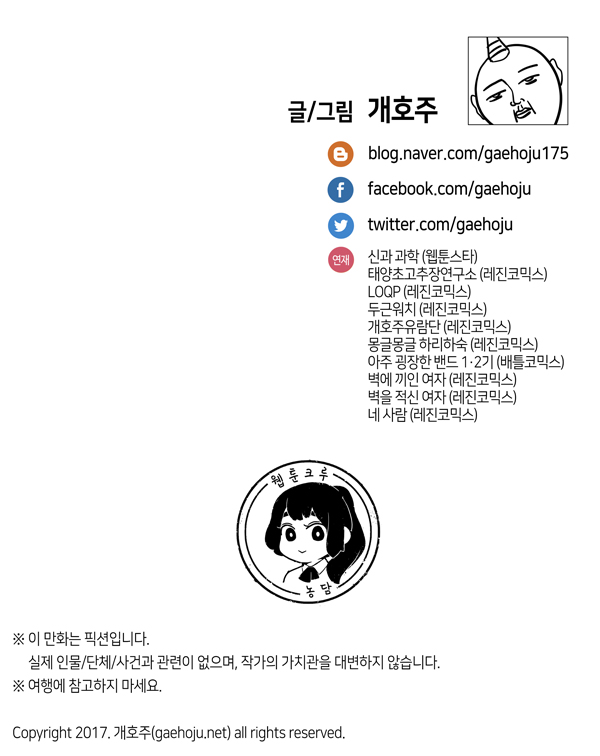 글/그림 개호주
blog.naver.com/gaehoju175
f facebook.com/gaehoju
twitter.com/gaehoju
연재 신과 과학 (웹툰스타)
태양초고추장연구소 (레진코믹스)
LOQP (레진코믹스)
두근워치 (레진코믹스)
개호주유람단 (레진코믹스)
몽글몽글 하리하숙 (레진코믹스)
아주 굉장한 밴드 1·2기 (배틀코믹스)
벽에 끼인 여자 (레진코믹스)
벽을 적신 여자 (레진코믹스)
네 사람 (레진코믹스)
웹툰크루
농담
※ 이 만화는 픽션입니다.
실제 인물/단체/사건과 관련이 없으며, 작가의 가치관을 대변하지 않습니다.
※ 여행에 참고하지 마세요.
Copyright 2017. 개호주(gaehoju.net) all rights reserved.